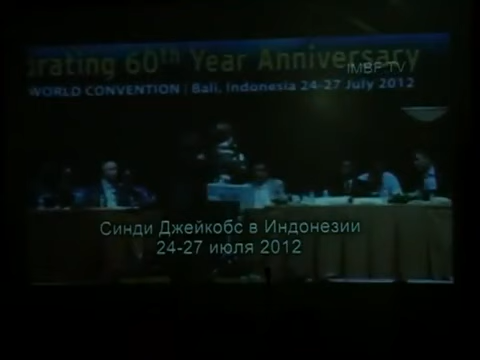 brating 60th Year Anniversary
IMBF TV
WORLD CONVENTION | Bali, Indonesia 24-27 July 2012
Синди Джейкобс в Индонезии
24-27 июля 2012